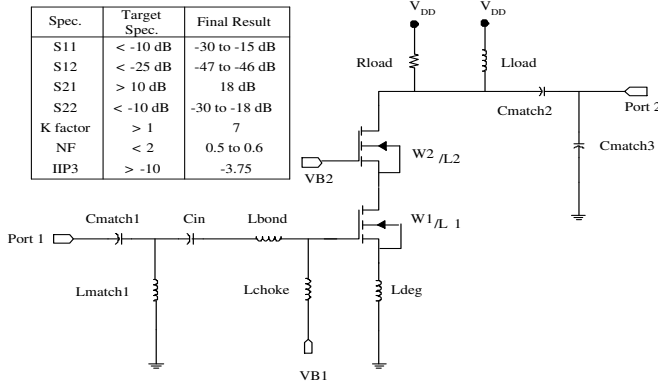 Spec. Target Spec. Final Result
S11 < -10 dB -30 to -15 dB
S12 < -25 dB -47 to -46 dB
S21 > 10 dB 18 dB
S22 < -10 dB -30 to -18 dB
K factor > 1 7
NF < 2 0.5 to 0.6
IIP3 > -10 -3.75
VDD VDD
Rload Lload
Cmatch2 Port 2
Cmatch3
W2/L2
VB2
W1/L 1
Cmatch1 Cin Lbond
Port 1
Lmatch1 Lchoke Ldeg
VB1